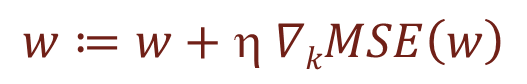 w ≔ w + η ∇ₖMSE(w)